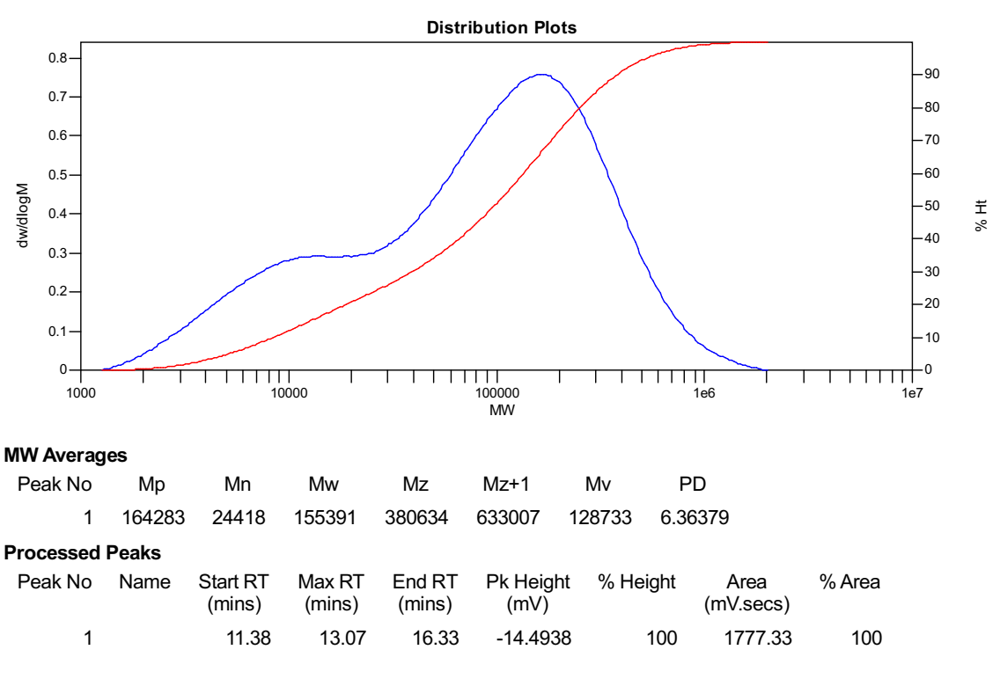 Distribution Plots
0.8
0.7
0.6
0.5
0.4
0.3
0.2
0.1
0
dw/dlogM
90
80
70
60
50
40
30
20
10
0
% Ht
1000 10000 100000 1e6 1e7
MW
MW Averages
Peak No Mp Mn Mw Mz Mz+1 Mv PD
1 164283 24418 155391 380634 633007 128733 6.36379
Processed Peaks
Peak No Name Start RT Max RT End RT Pk Height % Height Area % Area
(mins) (mins) (mins) (mV) (mV.secs)
1 11.38 13.07 16.33 -14.4938 100 1777.33 100